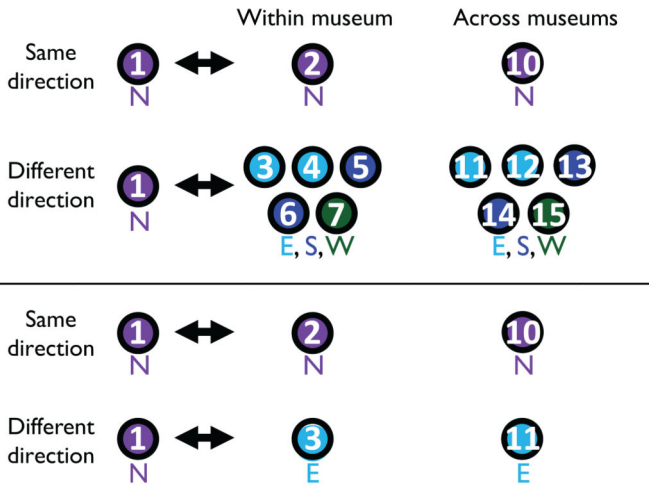 Within museum Across museums
Same direction 1 N 2 N 10 N
Different direction 1 N 3 4 5 11 12 13
6 7 14 15
E, S, W E, S, W
Same direction 1 N 2 N 10 N
Different direction 1 N 3 E 11 E